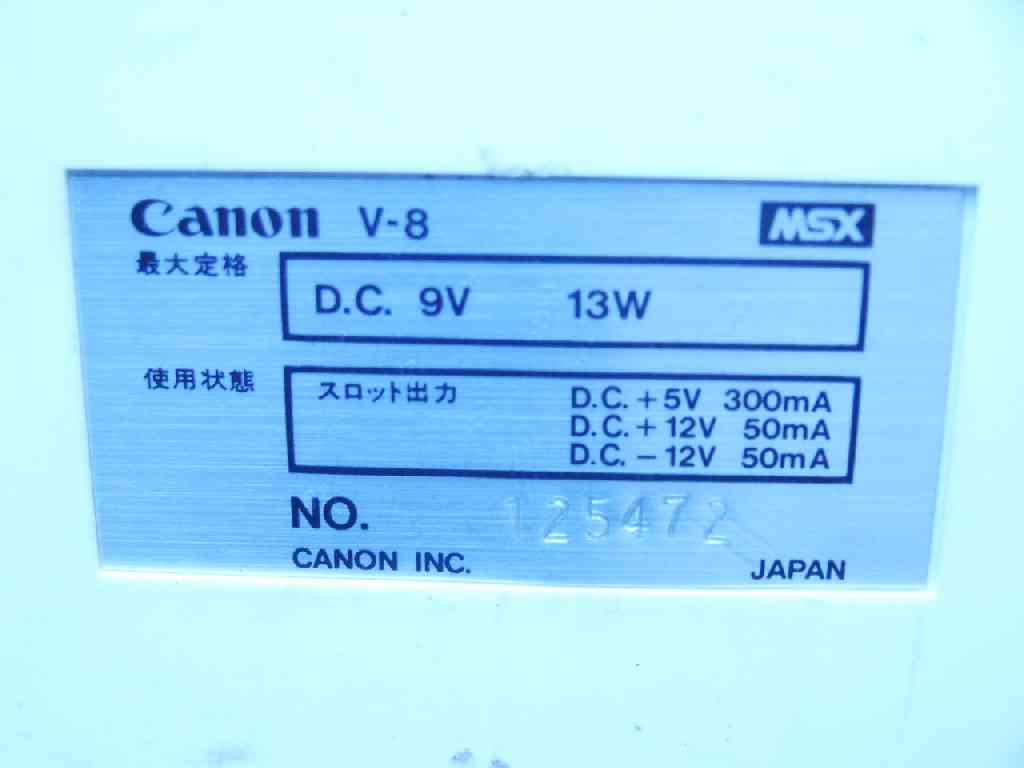 Canon V-8 MSX
最大定格
D.C. 9V 13W
使用状態
スロット出力 D.C.+5V 300mA
D.C.+12V 50mA
D.C.−12V 50mA
NO. 125472
CANON INC. JAPAN